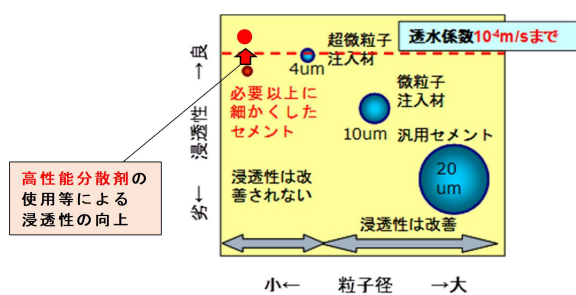 透水係数10⁻⁴m/sまで
超微粒子
注入材
4um
微粒子
注入材
10um
必要以上に
細かくした
セメント
汎用セメント
20
um
高性能分散剤の
使用等による
浸透性の向上
浸透性は改
善されない
浸透性は改善
劣← 浸透性 →良
小← 粒子径 →大